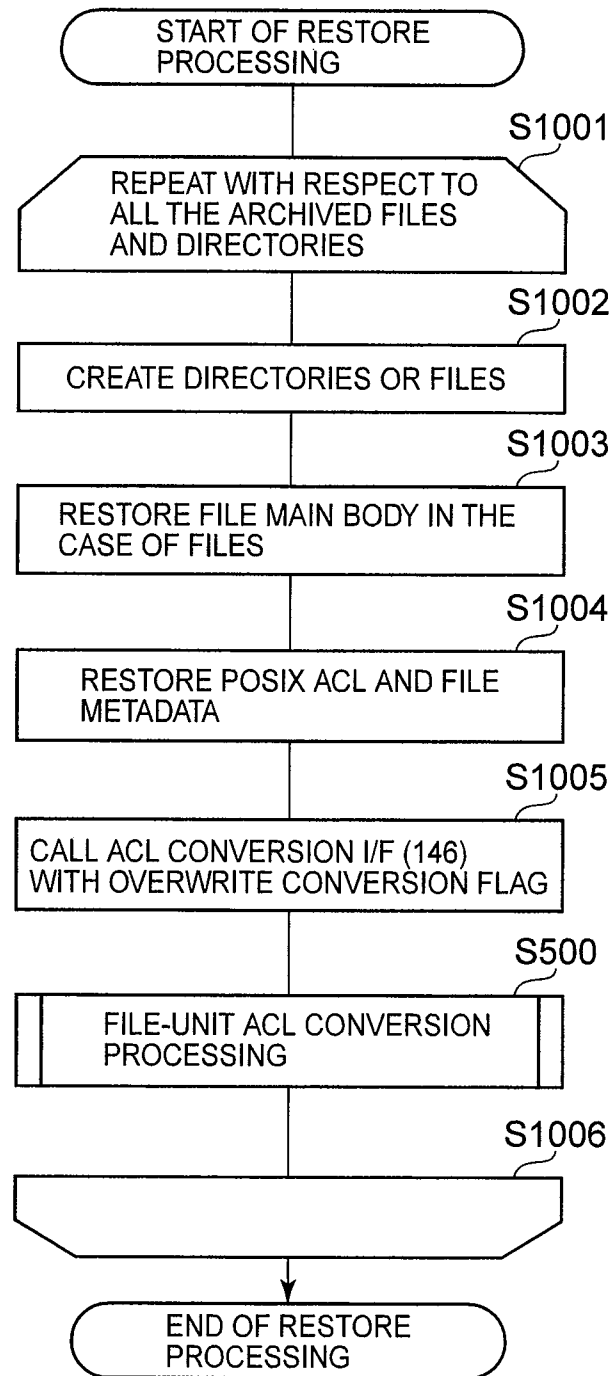 START OF RESTORE
PROCESSING
S1001
REPEAT WITH RESPECT TO
ALL THE ARCHIVED FILES
AND DIRECTORIES
S1002
CREATE DIRECTORIES OR FILES
S1003
RESTORE FILE MAIN BODY IN THE
CASE OF FILES
S1004
RESTORE POSIX ACL AND FILE
METADATA
S1005
CALL ACL CONVERSION I/F (146)
WITH OVERWRITE CONVERSION FLAG
S500
FILE-UNIT ACL CONVERSION
PROCESSING
S1006
END OF RESTORE
PROCESSING